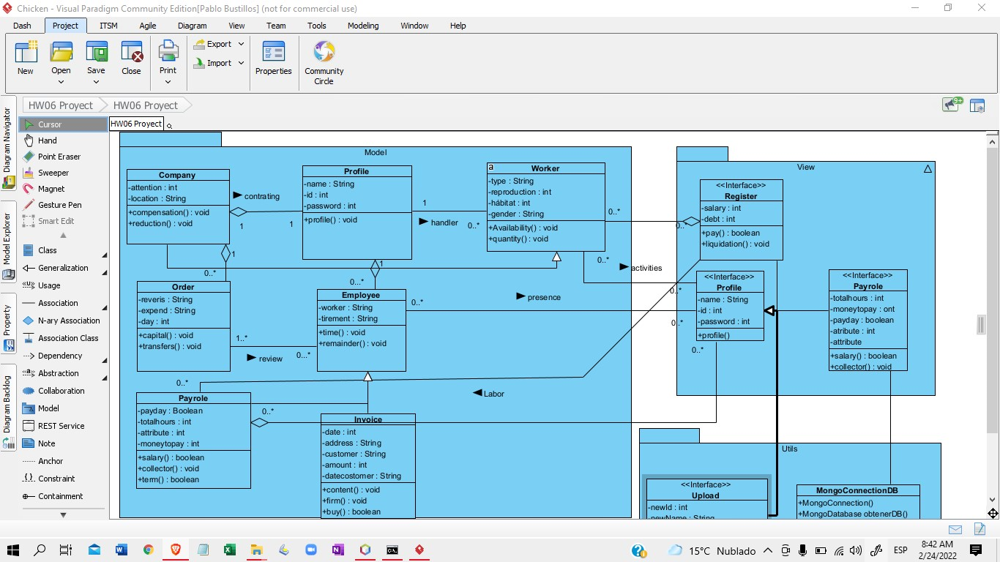 Chicken - Visual Paradigm Community Edition[Pablo Bustillos] (not for commercial use)
Dash Project ITSM Agile Diagram View Team Tools Modeling Window Help
New Open Save Close Print Export Import Properties Community Circle
HW06 Proyect HW06 Proyect
9+
HW06 Proyect
Diagram Navigator
Model Explorer
Property
Diagram Backlog
Cursor
Hand
Point Eraser
Sweeper
Magnet
Gesture Pen
Smart Edit
Class
Generalization
Usage
Association
N-ary Association
Association Class
Dependency
Abstraction
Collaboration
Model
REST Service
Note
Anchor
Constraint
Containment
Model
Company
-attention : int
-location : String
+compensation() : void
+reduction() : void
contrating
1
1
Profile
-name : String
-id : int
-password : int
+profile() : void
1
handler
0..*
a
Worker
-type : String
-reproduction : int
-hábitat : int
-gender : String
+Availability() : void
+quantity() : void
0..*
0..*
0..*
activities
1
0..*
1
0..*
Order
-reveris : String
-expend : String
-day : int
+capital() : void
+transfers() : void
1..*
review
0...*
Employee
-worker : String
-tirement : String
+time() : void
+remainder() : void
0..*
presence
0..*
0..*
0..*
0..*
Labor
Payrole
-payday : Boolean
-totalhours : int
-attribute : int
-moneytopay : int
+salary() : boolean
+collector() : void
+term() : boolean
0..*
Invoice
-date : int
-address : String
-customer : String
-amount : int
-datecostomer : String
+content() : void
+firm() : void
+buy() : boolean
View
<<Interface>>
Register
-salary : int
-debt : int
+pay() : boolean
+liquidation() : void
<<Interface>>
Profile
-name : String
-id : int
-password : int
+profile()
<<Interface>>
Payrole
-totalhours : int
-moneytopay : ont
-payday : boolean
-atribute : int
-attribute
+salary() : boolean
+collector() : void
Utils
<<Interface>>
Upload
-newId : int
-newName : String
MongoConnectionDB
+MongoConnection()
+MongoDatabase obtenerDB()
15°C Nublado
ESP
8:42 AM
2/24/2022